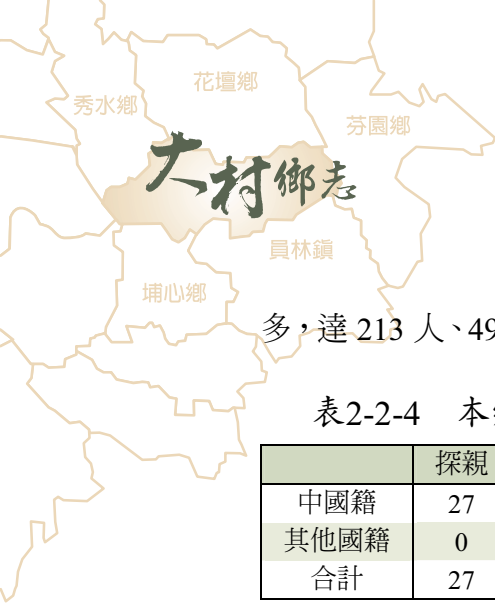 花壇鄉
秀水鄉
芬園鄉
大村鄉志
員林鎮
埔心鄉
多，達 213 人、49
表2-2-4 本
探親
中國籍 27
其他國籍 0
合計 27